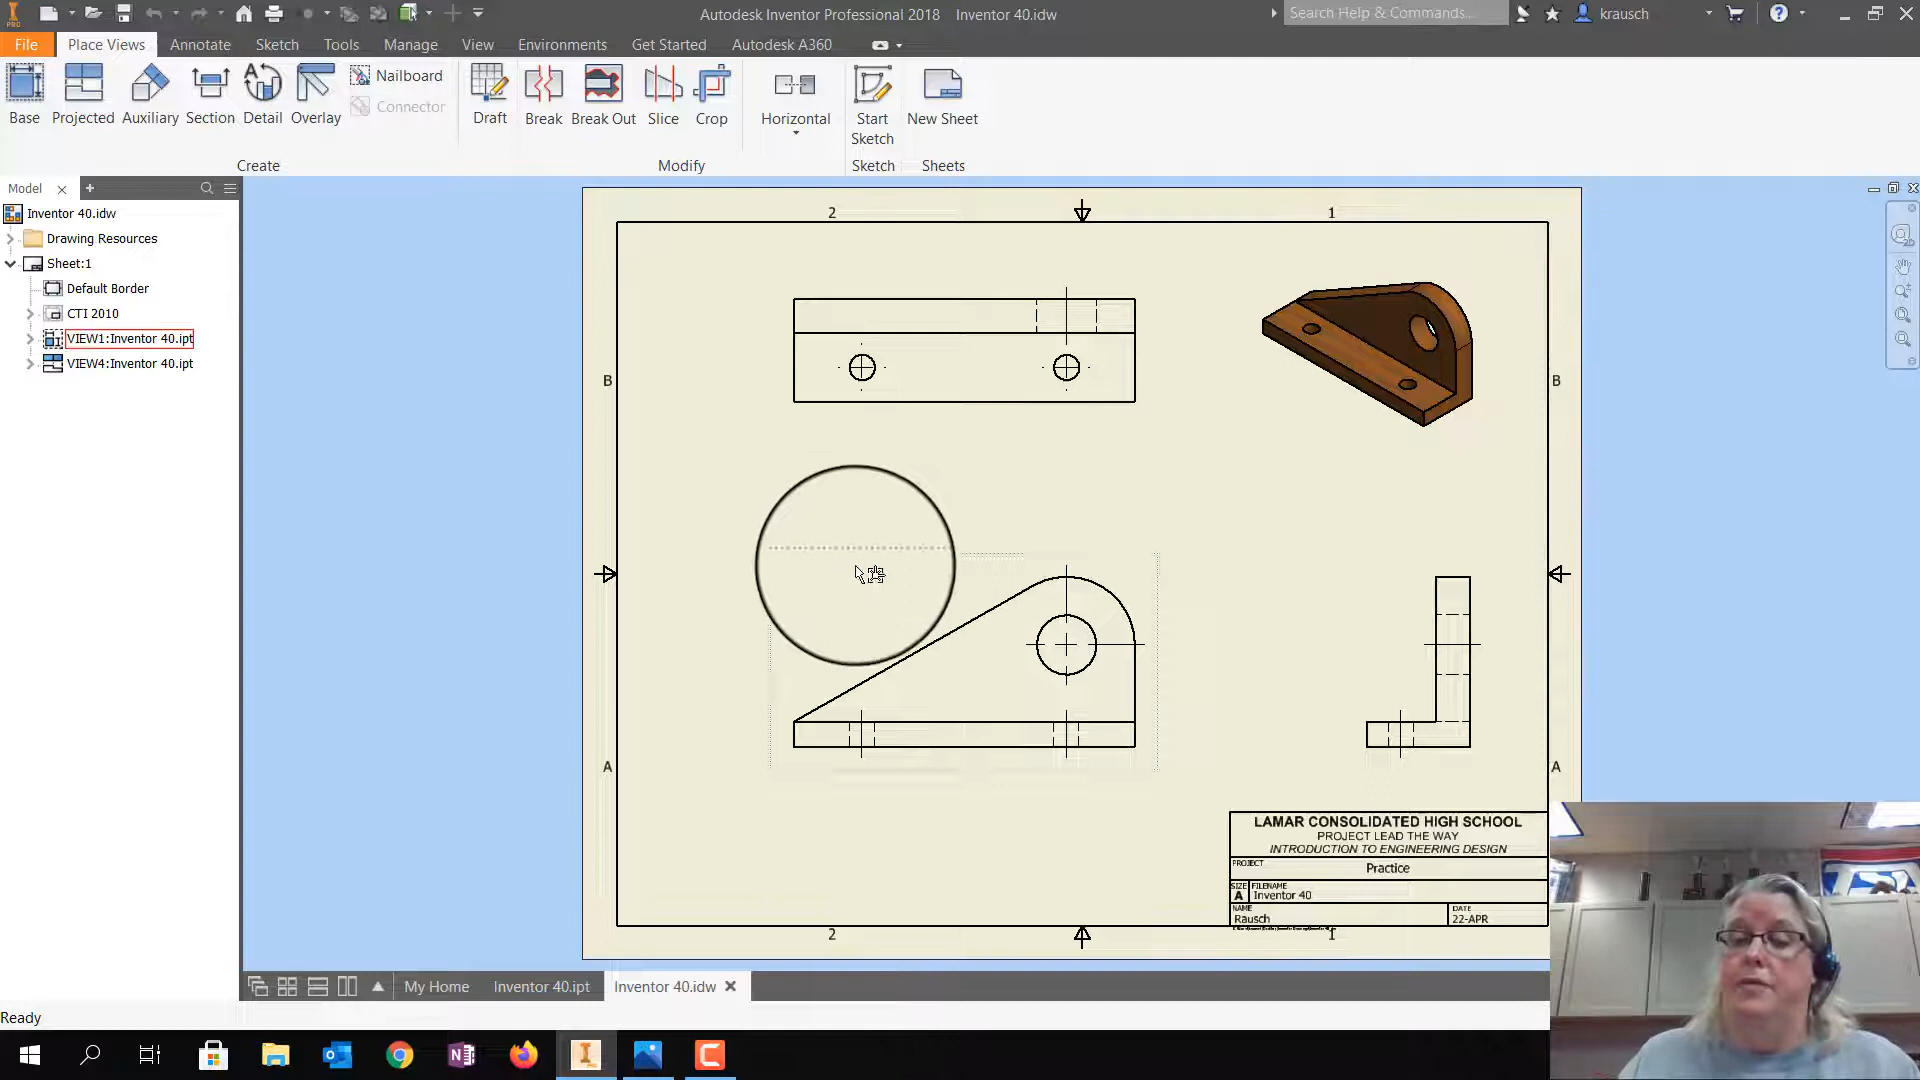 Autodesk Inventor Professional 2018 Inventor 40.idw
Search Help & Commands...
krausch
PRO
File Place Views Annotate Sketch Tools Manage View Environments Get Started Autodesk A360
Base Projected Auxiliary Section Detail Overlay
Nailboard
Connector
Draft Break Break Out Slice Crop
Horizontal
Start Sketch
New Sheet
Create
Modify
Sketch
Sheets
Model
Inventor 40.idw
Drawing Resources
Sheet:1
Default Border
CTI 2010
VIEW1:Inventor 40.ipt
VIEW4:Inventor 40.ipt
2 1
B B
A A
LAMAR CONSOLIDATED HIGH SCHOOL
PROJECT LEAD THE WAY
INTRODUCTION TO ENGINEERING DESIGN
PROJECT
Practice
SIZE FILENAME
A Inventor 40
NAME DATE
Rausch 22-APR
2 1
My Home Inventor 40.ipt Inventor 40.idw
Ready